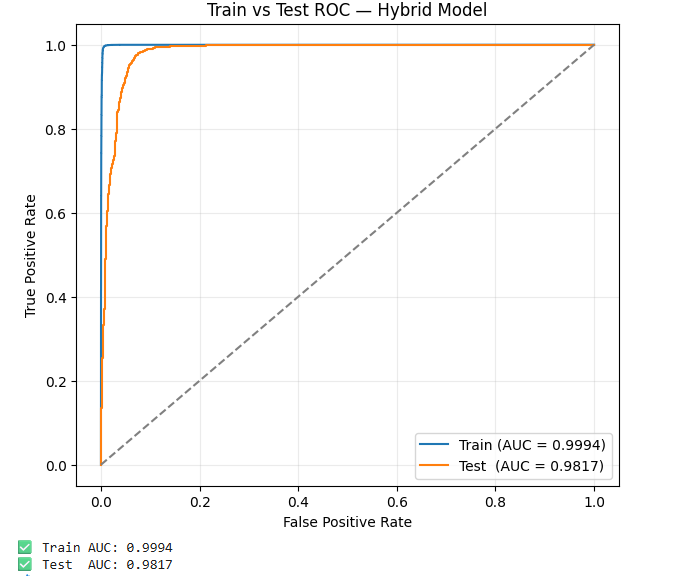 Train vs Test ROC — Hybrid Model
1.0
0.8
0.6
0.4
0.2
0.0
True Positive Rate
Train (AUC = 0.9994)
Test (AUC = 0.9817)
0.0 0.2 0.4 0.6 0.8 1.0
False Positive Rate
✅ Train AUC: 0.9994
✅ Test AUC: 0.9817